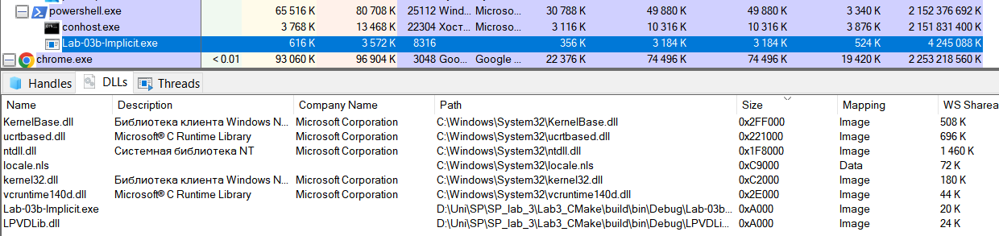 powershell.exe 65 516 K 80 708 K 25112 Wind... Microso... 30 788 K 49 880 K 49 880 K 3 340 K 2 152 376 692 K
conhost.exe 3 768 K 13 468 K 22304 Хост... Microso... 3 116 K 10 316 K 10 316 K 3 876 K 2 151 831 400 K
Lab-03b-Implicit.exe 616 K 3 572 K 8316 356 K 3 184 K 3 184 K 524 K 4 245 088 K
chrome.exe < 0.01 93 060 K 96 904 K 3048 Goo... Google ... 22 376 K 74 496 K 74 496 K 19 420 K 2 253 218 560 K
Handles DLLs Threads
Name Description Company Name Path Size Mapping WS Sharea
KernelBase.dll Библиотека клиента Windows N... Microsoft Corporation C:\Windows\System32\KernelBase.dll 0x2FF000 Image 508 K
ucrtbased.dll Microsoft® C Runtime Library Microsoft Corporation C:\Windows\System32\ucrtbased.dll 0x221000 Image 696 K
ntdll.dll Системная библиотека NT Microsoft Corporation C:\Windows\System32\ntdll.dll 0x1F8000 Image 1 460 K
locale.nls C:\Windows\System32\locale.nls 0xC9000 Data 72 K
kernel32.dll Библиотека клиента Windows N... Microsoft Corporation C:\Windows\System32\kernel32.dll 0xC2000 Image 180 K
vcruntime140d.dll Microsoft® C Runtime Library Microsoft Corporation C:\Windows\System32\vcruntime140d.dll 0x2E000 Image 44 K
Lab-03b-Implicit.exe D:\Uni\SP\SP_lab_3\Lab3_CMake\build\bin\Debug\Lab-03b... 0xA000 Image 20 K
LPVDLib.dll D:\Uni\SP\SP_lab_3\Lab3_CMake\build\bin\Debug\LPVDLi... 0xA000 Image 24 K